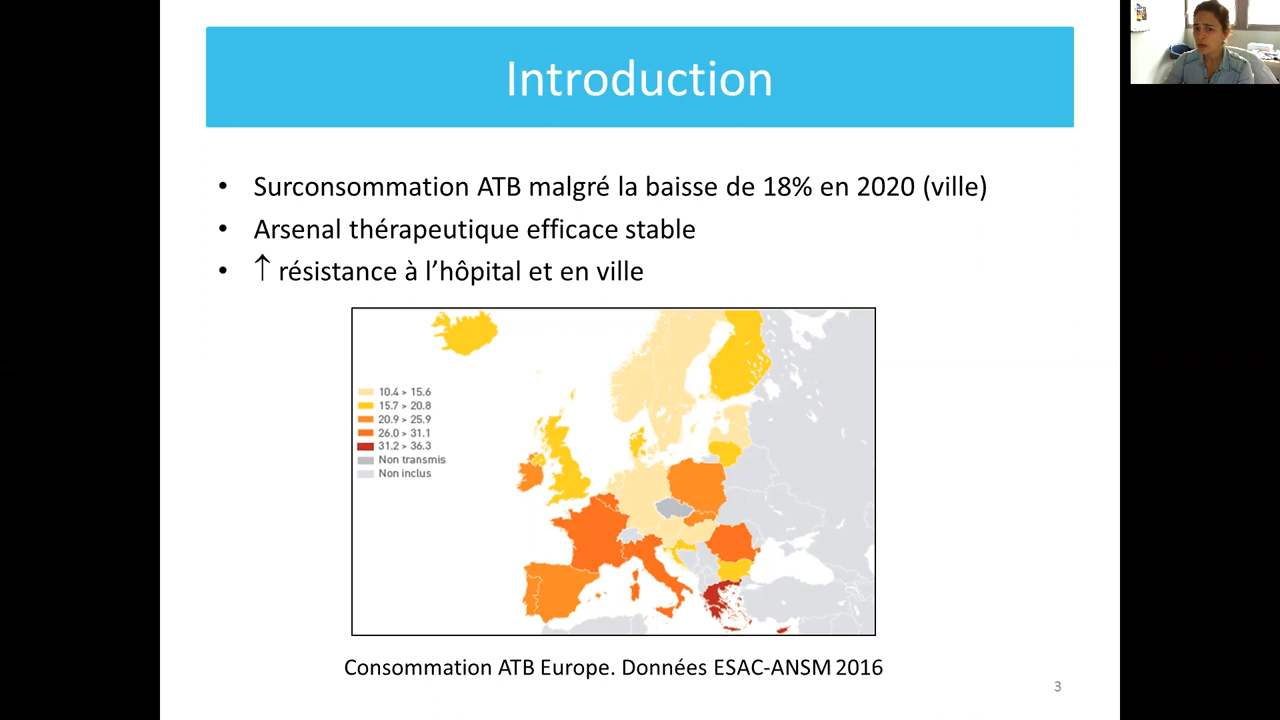 Introduction
• Surconsommation ATB malgré la baisse de 18% en 2020 (ville)
• Arsenal thérapeutique efficace stable
• ↑ résistance à l’hôpital et en ville
10.4 > 15.6
15.7 > 20.8
20.9 > 25.9
26.0 > 31.1
31.2 > 36.3
Non transmis
Non inclus
Consommation ATB Europe. Données ESAC-ANSM 2016
3